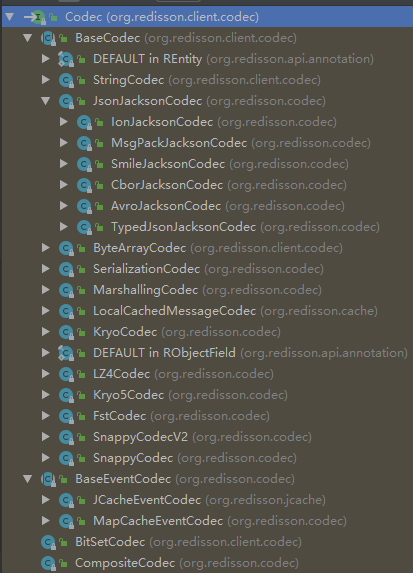 Codec (org.redisson.client.codec)
BaseCodec (org.redisson.client.codec)
DEFAULT in REntity (org.redisson.api.annotation)
StringCodec (org.redisson.client.codec)
JsonJacksonCodec (org.redisson.codec)
IonJacksonCodec (org.redisson.codec)
MsgPackJacksonCodec (org.redisson.codec)
SmileJacksonCodec (org.redisson.codec)
CborJacksonCodec (org.redisson.codec)
AvroJacksonCodec (org.redisson.codec)
TypedJsonJacksonCodec (org.redisson.codec)
ByteArrayCodec (org.redisson.client.codec)
SerializationCodec (org.redisson.codec)
MarshallingCodec (org.redisson.codec)
LocalCachedMessageCodec (org.redisson.cache)
KryoCodec (org.redisson.codec)
DEFAULT in RObjectField (org.redisson.api.annotation)
LZ4Codec (org.redisson.codec)
Kryo5Codec (org.redisson.codec)
FstCodec (org.redisson.codec)
SnappyCodecV2 (org.redisson.codec)
SnappyCodec (org.redisson.codec)
BaseEventCodec (org.redisson.codec)
JCacheEventCodec (org.redisson.jcache)
MapCacheEventCodec (org.redisson.codec)
BitSetCodec (org.redisson.client.codec)
CompositeCodec (org.redisson.codec)